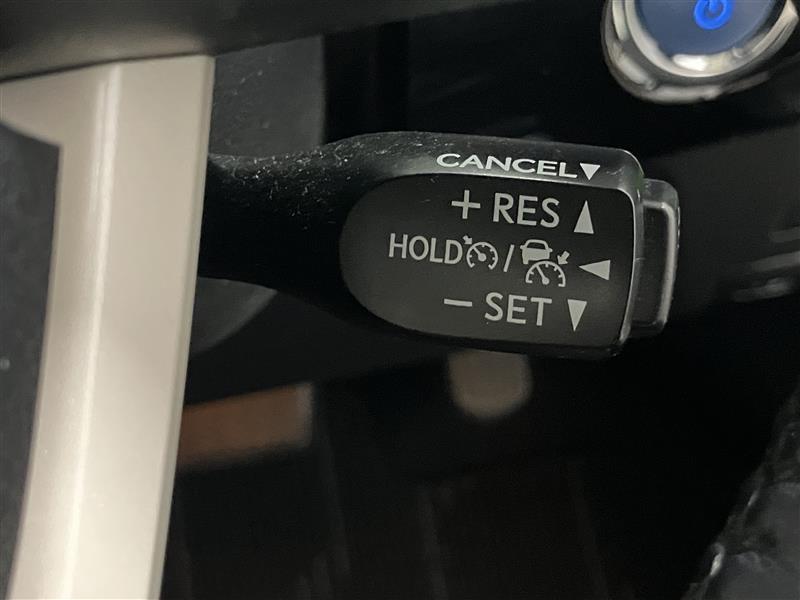 CANCEL▼
+ RES ▲
HOLD / ◀
− SET ▼